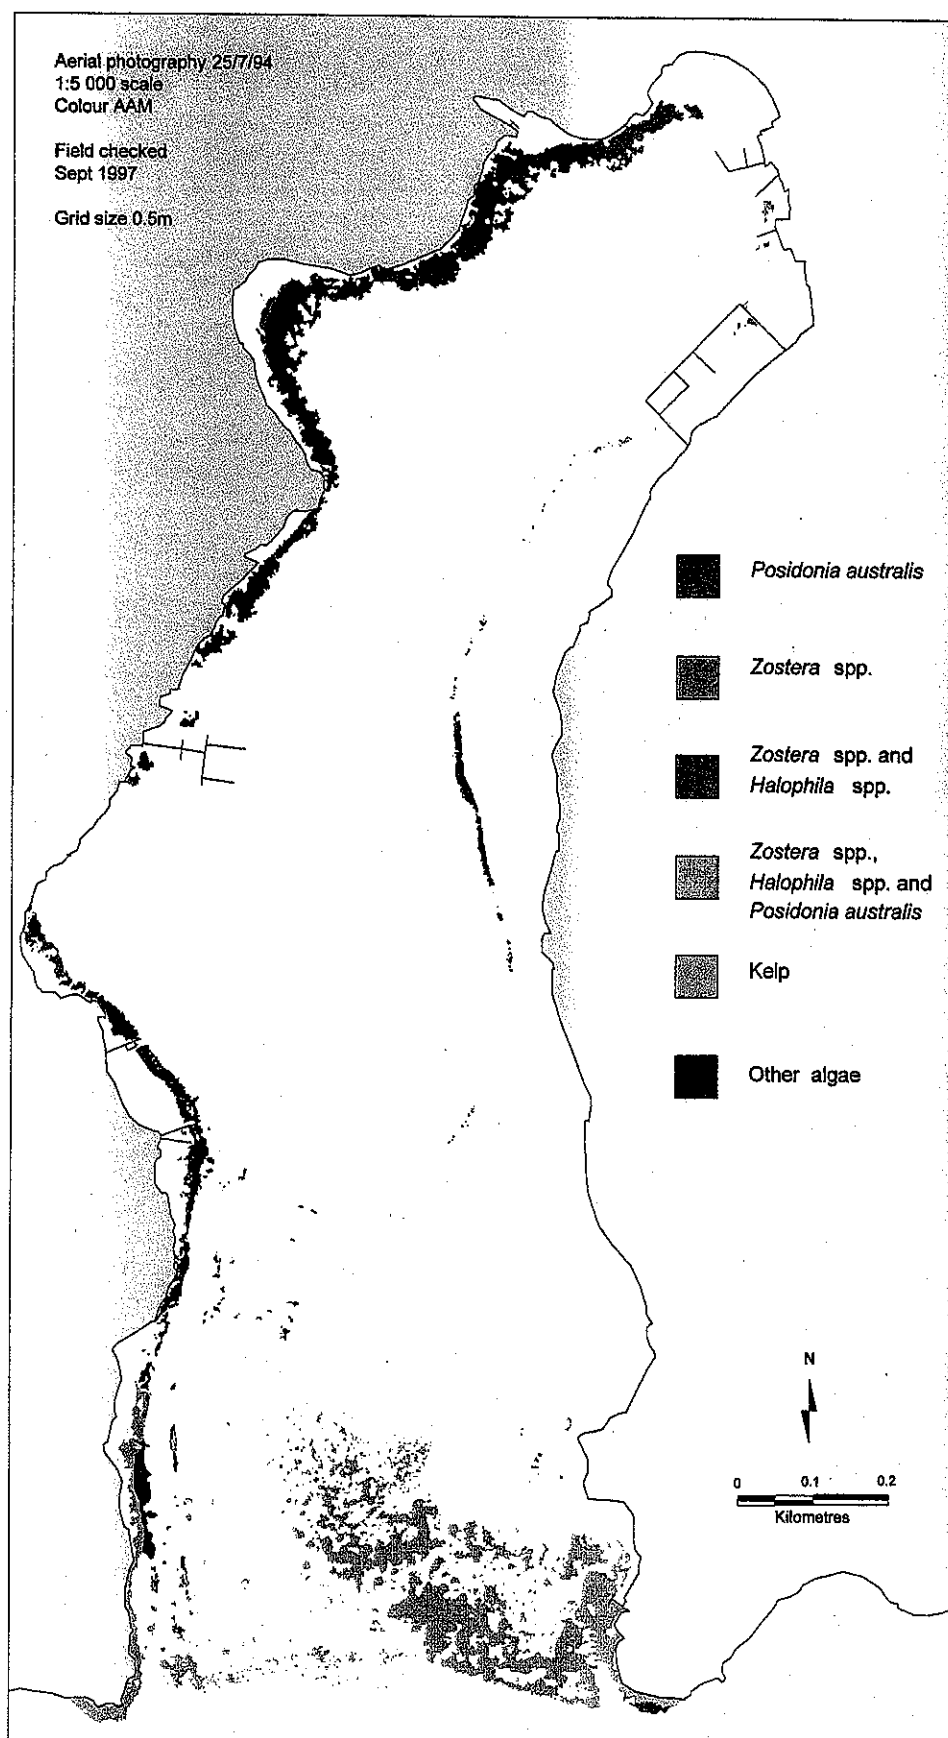 Aerial photography 25/7/94
1:5 000 scale
Colour AAM
Field checked
Sept 1997
Grid size 0.5m
Posidonia australis
Zostera spp.
Zostera spp. and
Halophila spp.
Zostera spp.,
Halophila spp. and
Posidonia australis
Kelp
Other algae
N
0 0.1 0.2
Kilometres